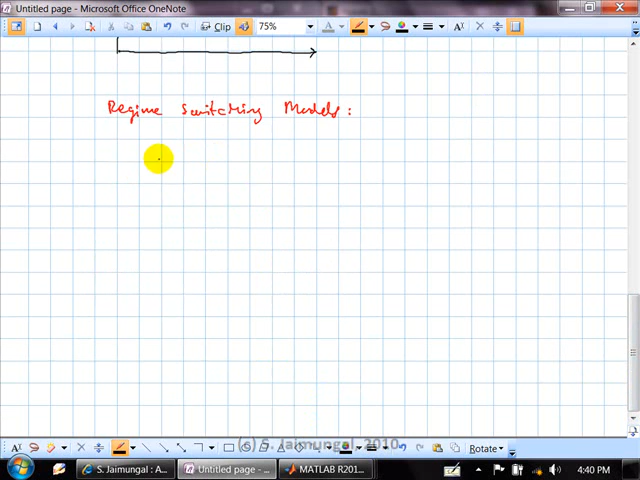 Untitled page - Microsoft Office OneNote
75%
Clip
Regime Switching Models:
(c) S. Jaimungal, 2010
Rotate
S. Jaimungal : A...
Untitled page - ...
MATLAB R201...
4:40 PM